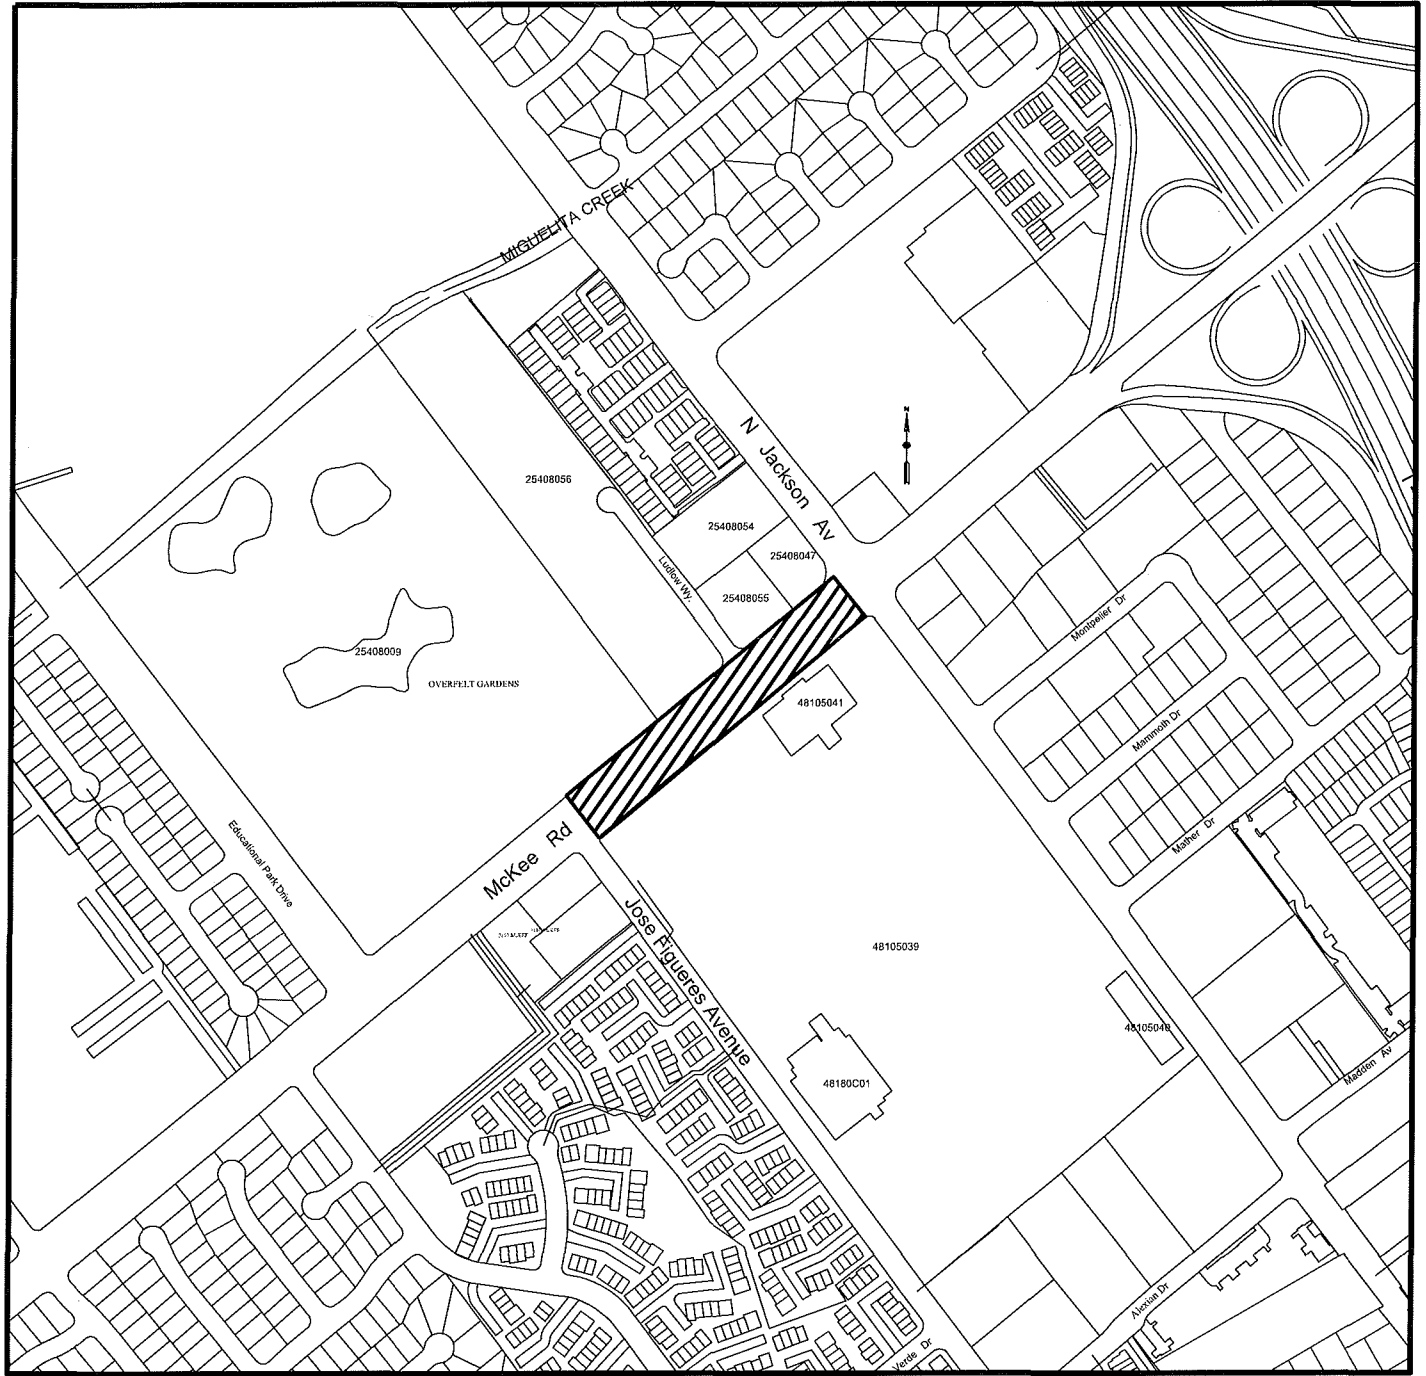 MIGUELITA CREEK
N
N Jackson Av
25408056
25408054
25408047
Ludlow Wy.
25408055
Montpelier Dr
25408009
OVERFELT GARDENS
48105041
Mammoth Dr
Educational Park Drive
McKee Rd
Mather Dr
Jose Figueres Avenue
48105039
48105040
Madden Av
48180C01
Alexian Dr
Verde Dr